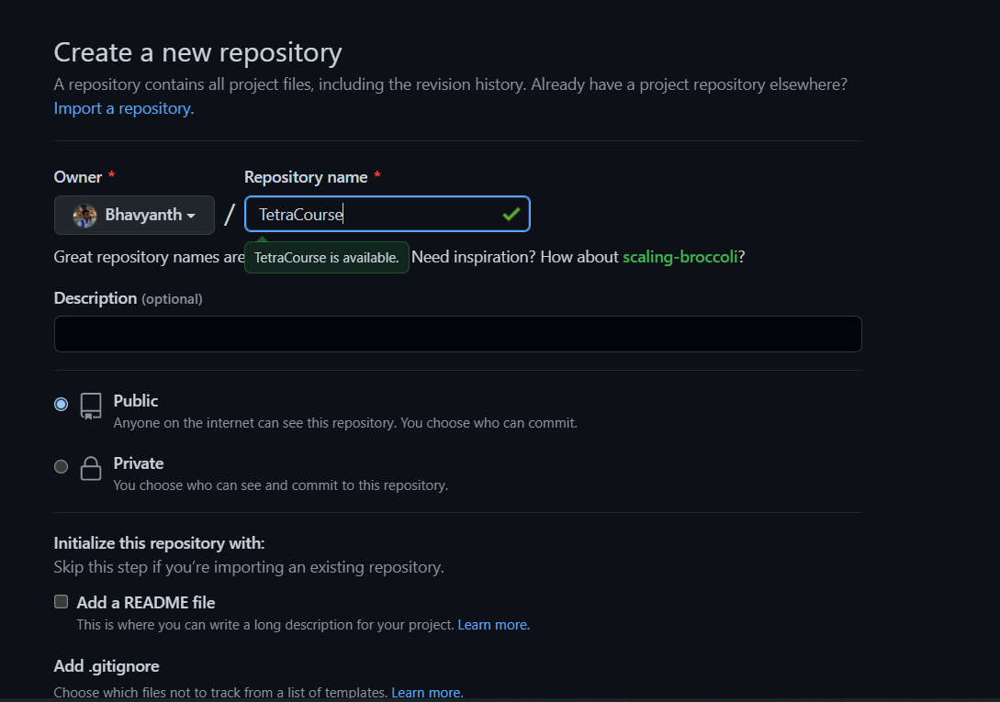 Create a new repository
A repository contains all project files, including the revision history. Already have a project repository elsewhere?
Import a repository.
Owner *
Repository name *
Bhavyanth
/
TetraCourse
Great repository names are
TetraCourse is available.
Need inspiration? How about scaling-broccoli?
Description (optional)
Public
Anyone on the internet can see this repository. You choose who can commit.
Private
You choose who can see and commit to this repository.
Initialize this repository with:
Skip this step if you’re importing an existing repository.
Add a README file
This is where you can write a long description for your project. Learn more.
Add .gitignore
Choose which files not to track from a list of templates. Learn more.